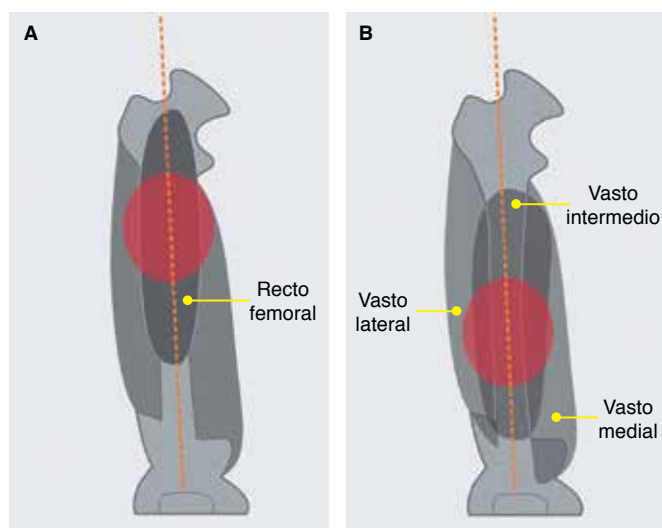 A
Recto
femoral
B
Vasto
intermedio
Vasto
lateral
Vasto
medial